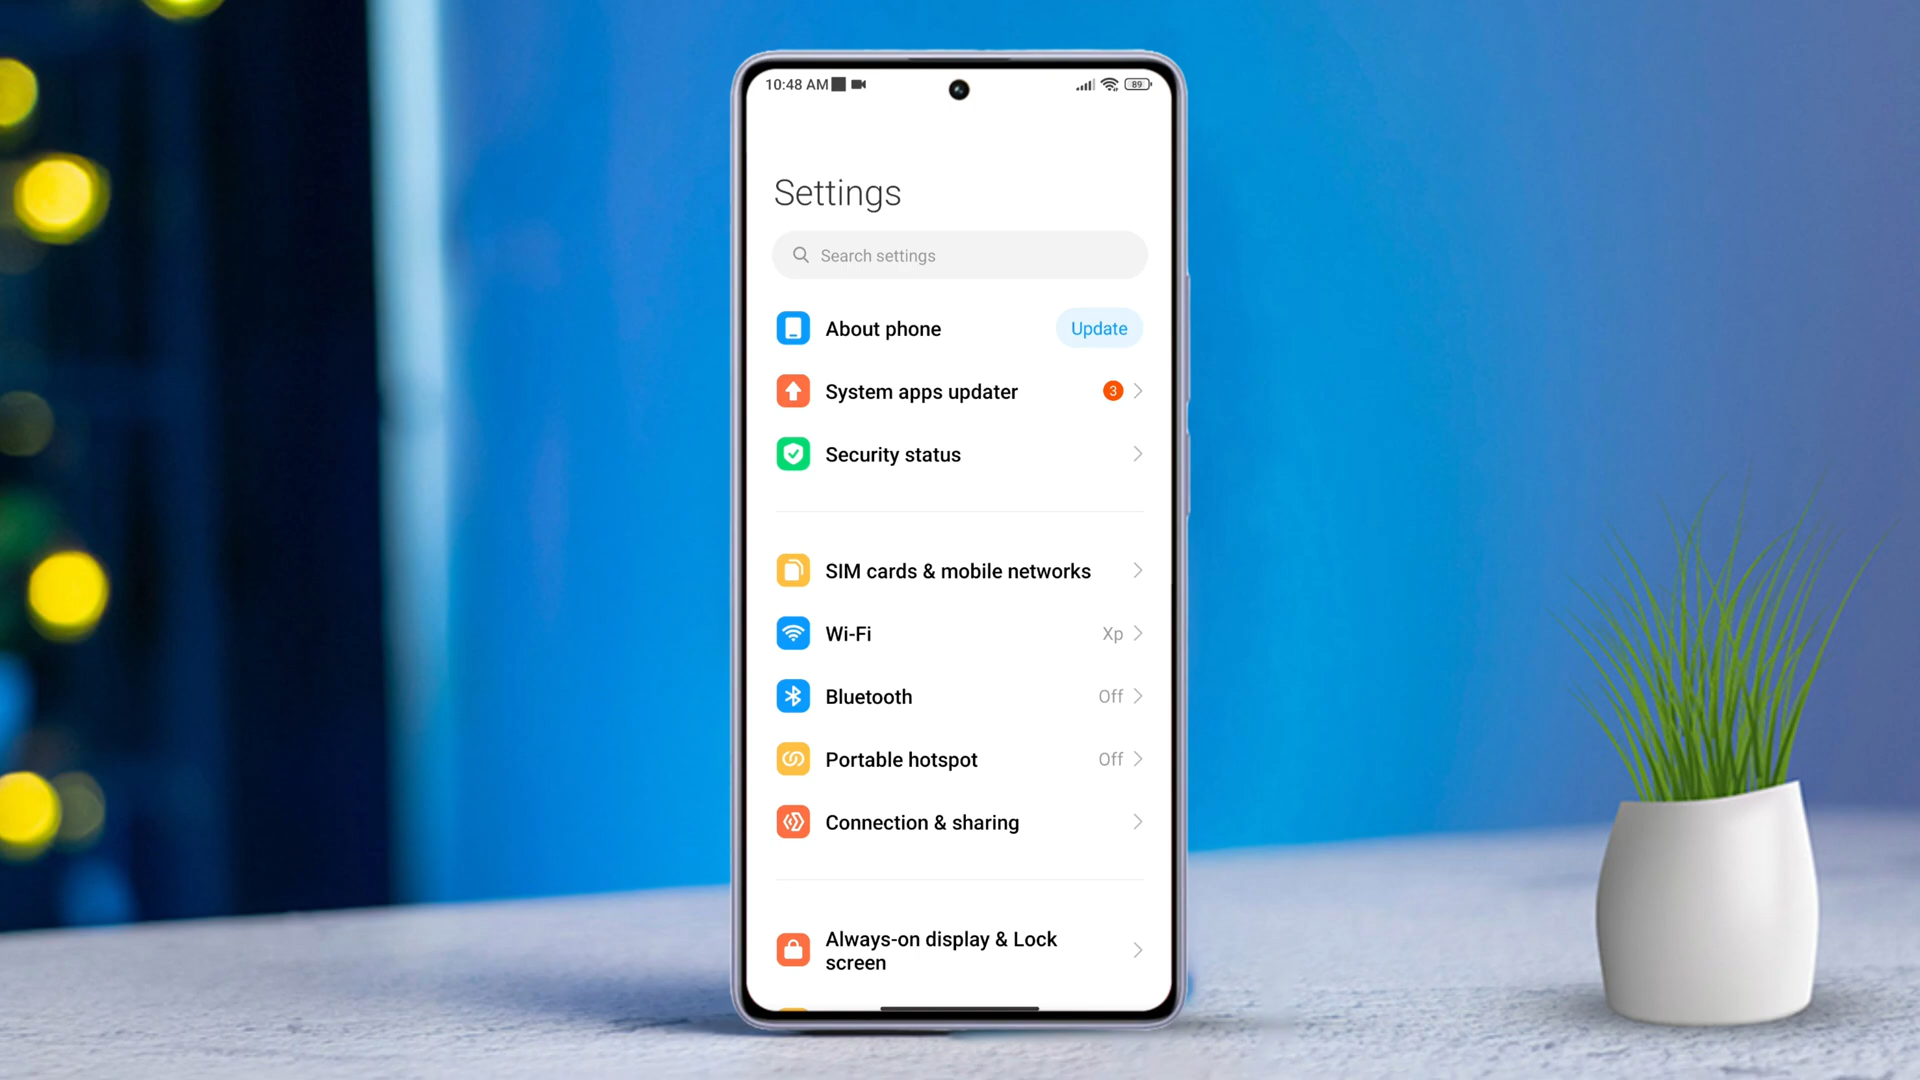 10:48 AM
89
Settings
Search settings
About phone
Update
System apps updater
3
Security status
SIM cards & mobile networks
Wi-Fi
Xp
Bluetooth
Off
Portable hotspot
Off
Connection & sharing
Always-on display & Lock
screen